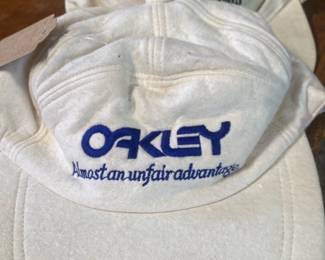 OAKLEY
Almost an unfair advantage.